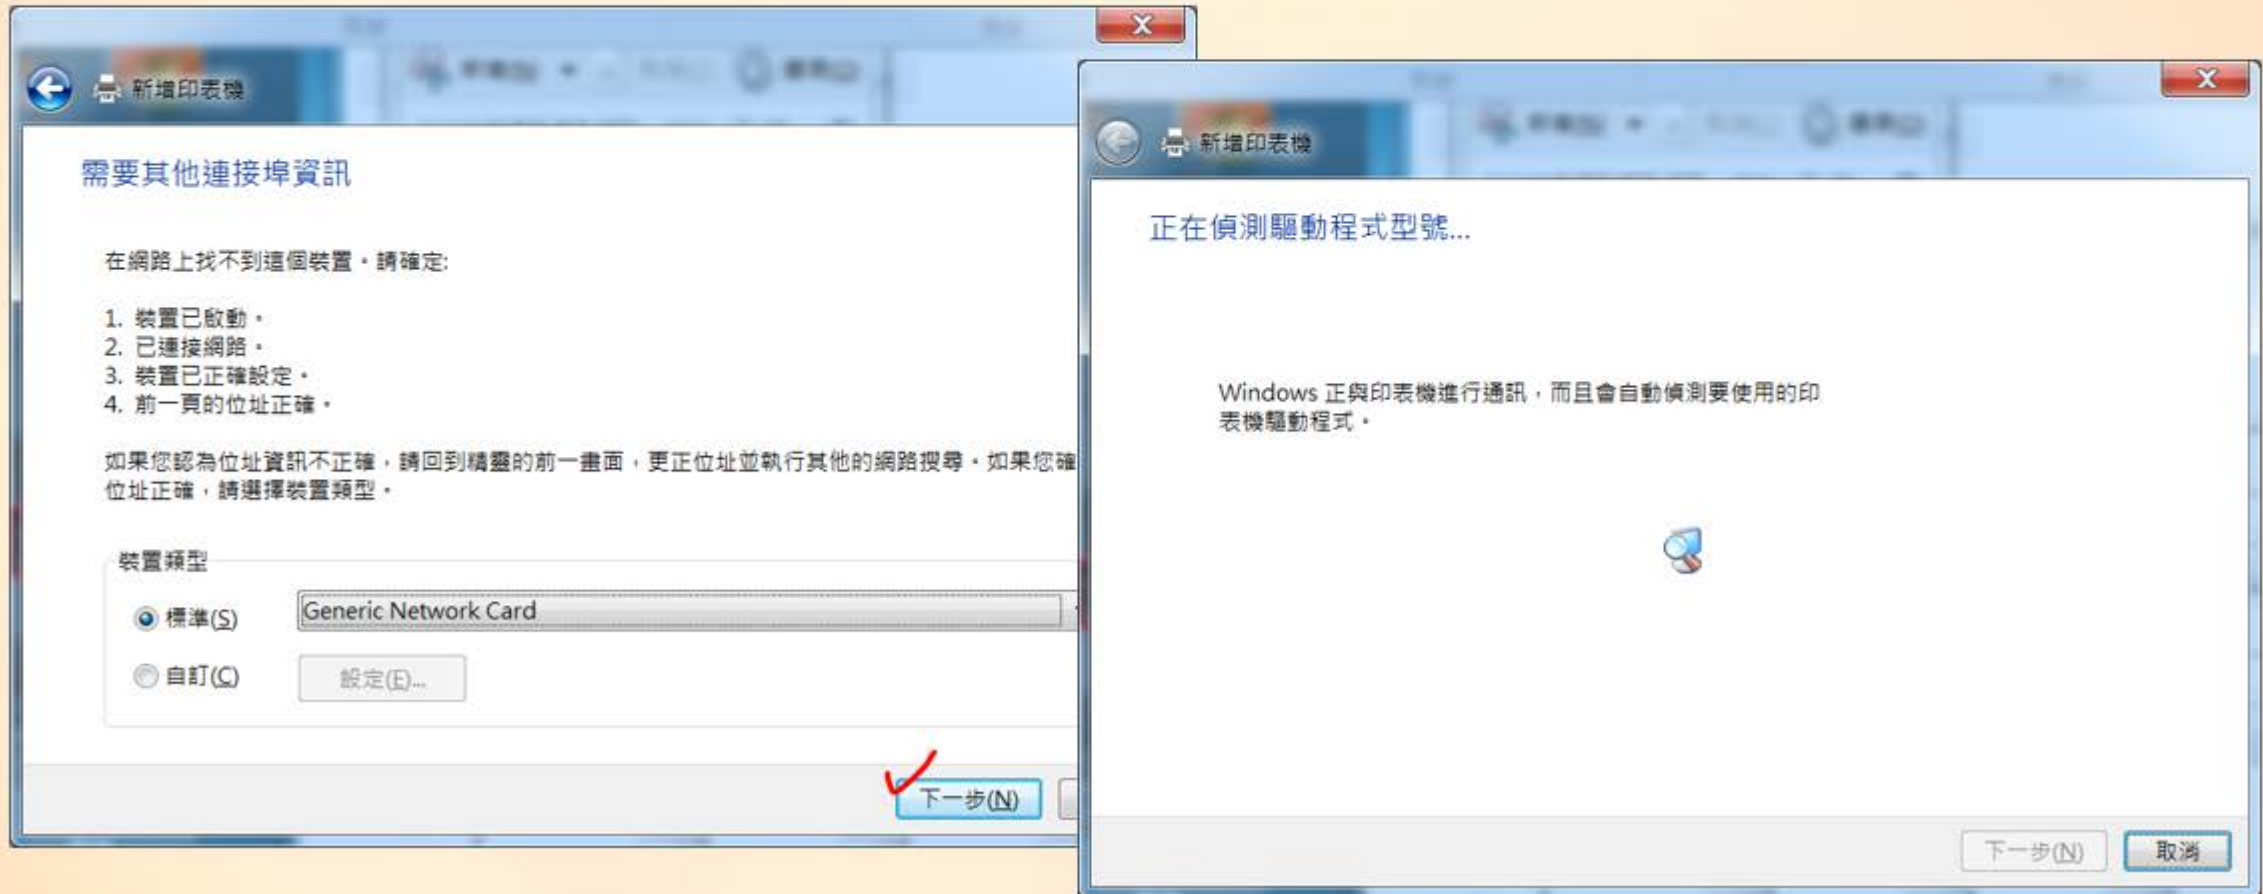 新增印表機
需要其他連接埠資訊
在網路上找不到這個裝置。請確定:
1. 裝置已啟動。
2. 已連接網路。
3. 裝置已正確設定。
4. 前一頁的位址正確。
如果您認為位址資訊不正確，請回到精靈的前一畫面，更正位址並執行其他的網路搜尋。如果您確
位址正確，請選擇裝置類型。
裝置類型
標準(S)
Generic Network Card
自訂(C)
設定(E)...
下一步(N)
新增印表機
正在偵測驅動程式型號...
Windows 正與印表機進行通訊，而且會自動偵測要使用的印
表機驅動程式。
下一步(N)
取消